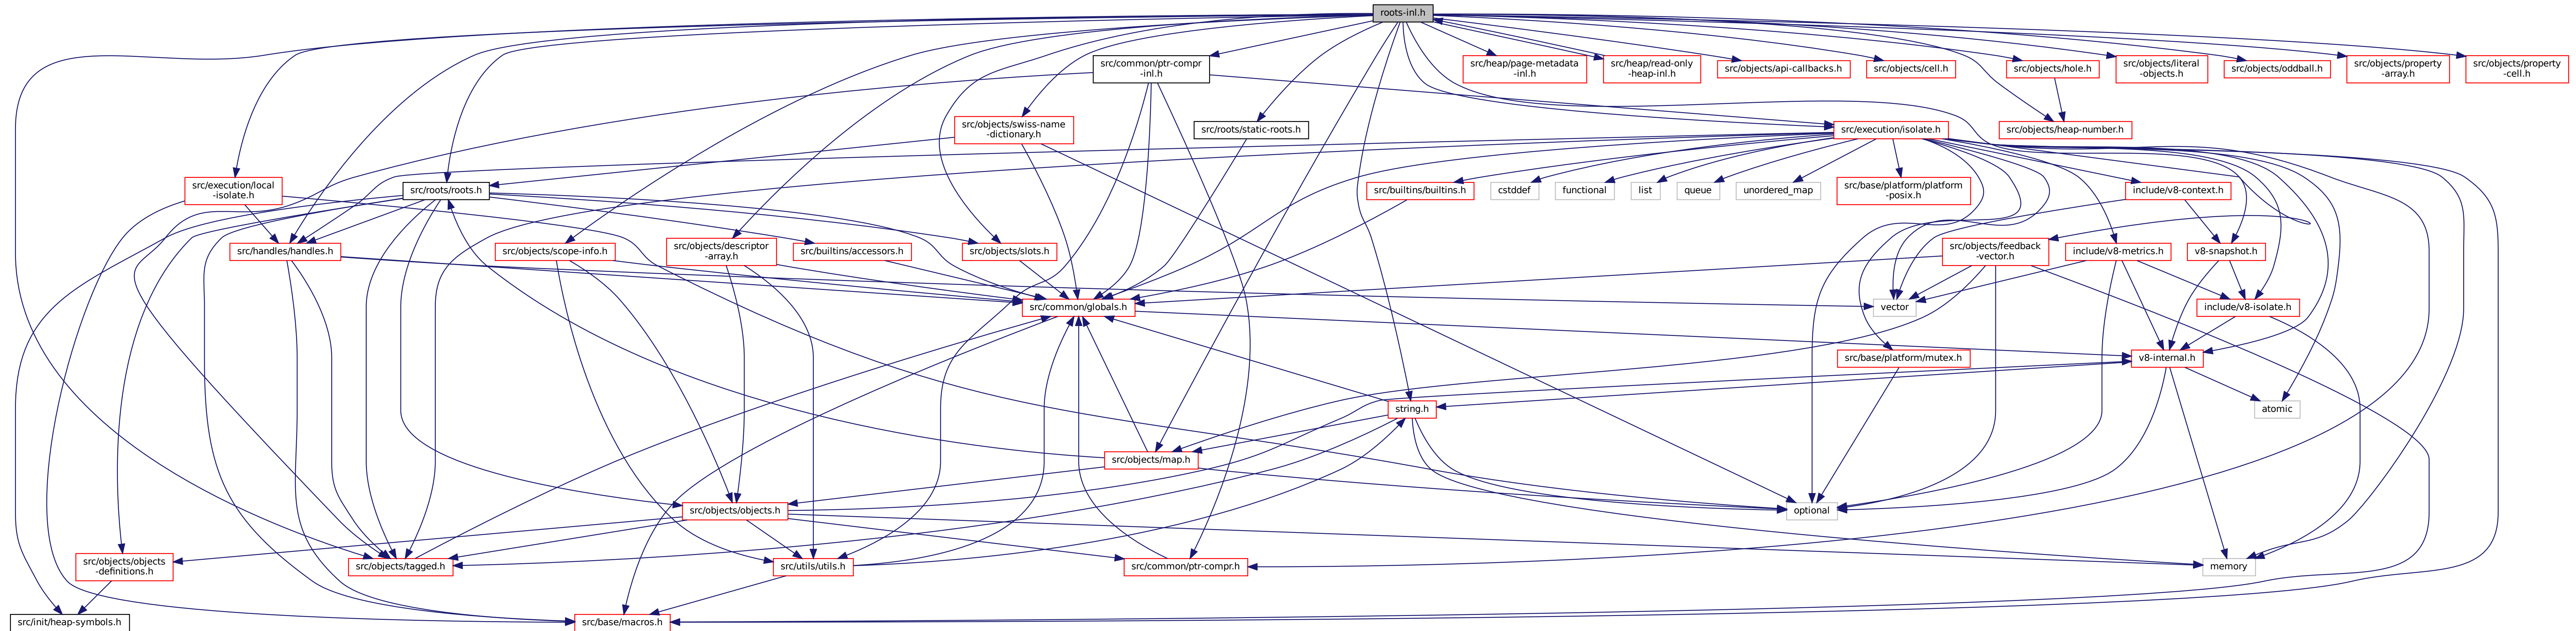 roots-inl.h
src/common/ptr-compr
-inl.h
src/heap/page-metadata
-inl.h
src/heap/read-only
-heap-inl.h
src/objects/api-callbacks.h
src/objects/cell.h
src/objects/hole.h
src/objects/literal
-objects.h
src/objects/oddball.h
src/objects/property
-array.h
src/objects/property
-cell.h
src/objects/swiss-name
-dictionary.h
src/roots/static-roots.h
src/execution/isolate.h
src/objects/heap-number.h
src/execution/local
-isolate.h
src/roots/roots.h
src/builtins/builtins.h
cstddef
functional
list
queue
unordered_map
src/base/platform/platform
-posix.h
include/v8-context.h
src/handles/handles.h
src/objects/scope-info.h
src/objects/descriptor
-array.h
src/builtins/accessors.h
src/objects/slots.h
src/objects/feedback
-vector.h
include/v8-metrics.h
v8-snapshot.h
src/common/globals.h
vector
include/v8-isolate.h
src/base/platform/mutex.h
v8-internal.h
string.h
atomic
src/objects/map.h
src/objects/objects.h
optional
src/objects/objects
-definitions.h
src/objects/tagged.h
src/utils/utils.h
src/common/ptr-compr.h
memory
src/init/heap-symbols.h
src/base/macros.h